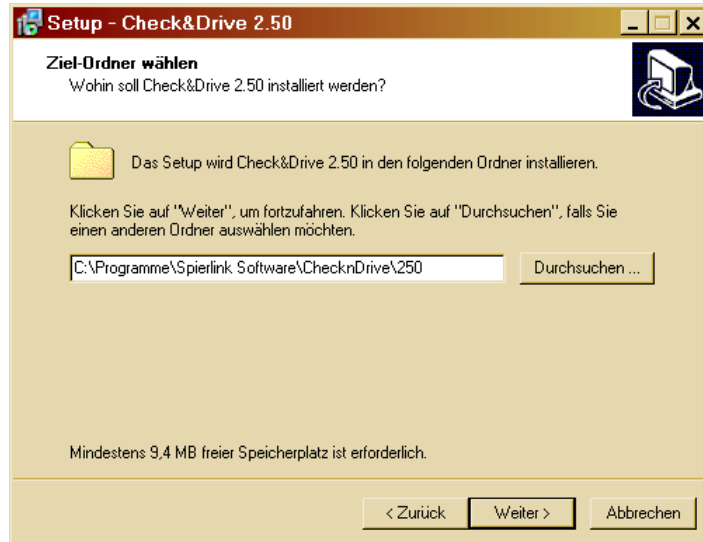 Setup - Check&Drive 2.50
Ziel-Ordner wählen
Wohin soll Check&Drive 2.50 installiert werden?
Das Setup wird Check&Drive 2.50 in den folgenden Ordner installieren.
Klicken Sie auf "Weiter", um fortzufahren. Klicken Sie auf "Durchsuchen", falls Sie
einen anderen Ordner auswählen möchten.
C:\Programme\Spierlink Software\ChecknDrive\250
Durchsuchen ...
Mindestens 9,4 MB freier Speicherplatz ist erforderlich.
< Zurück
Weiter >
Abbrechen